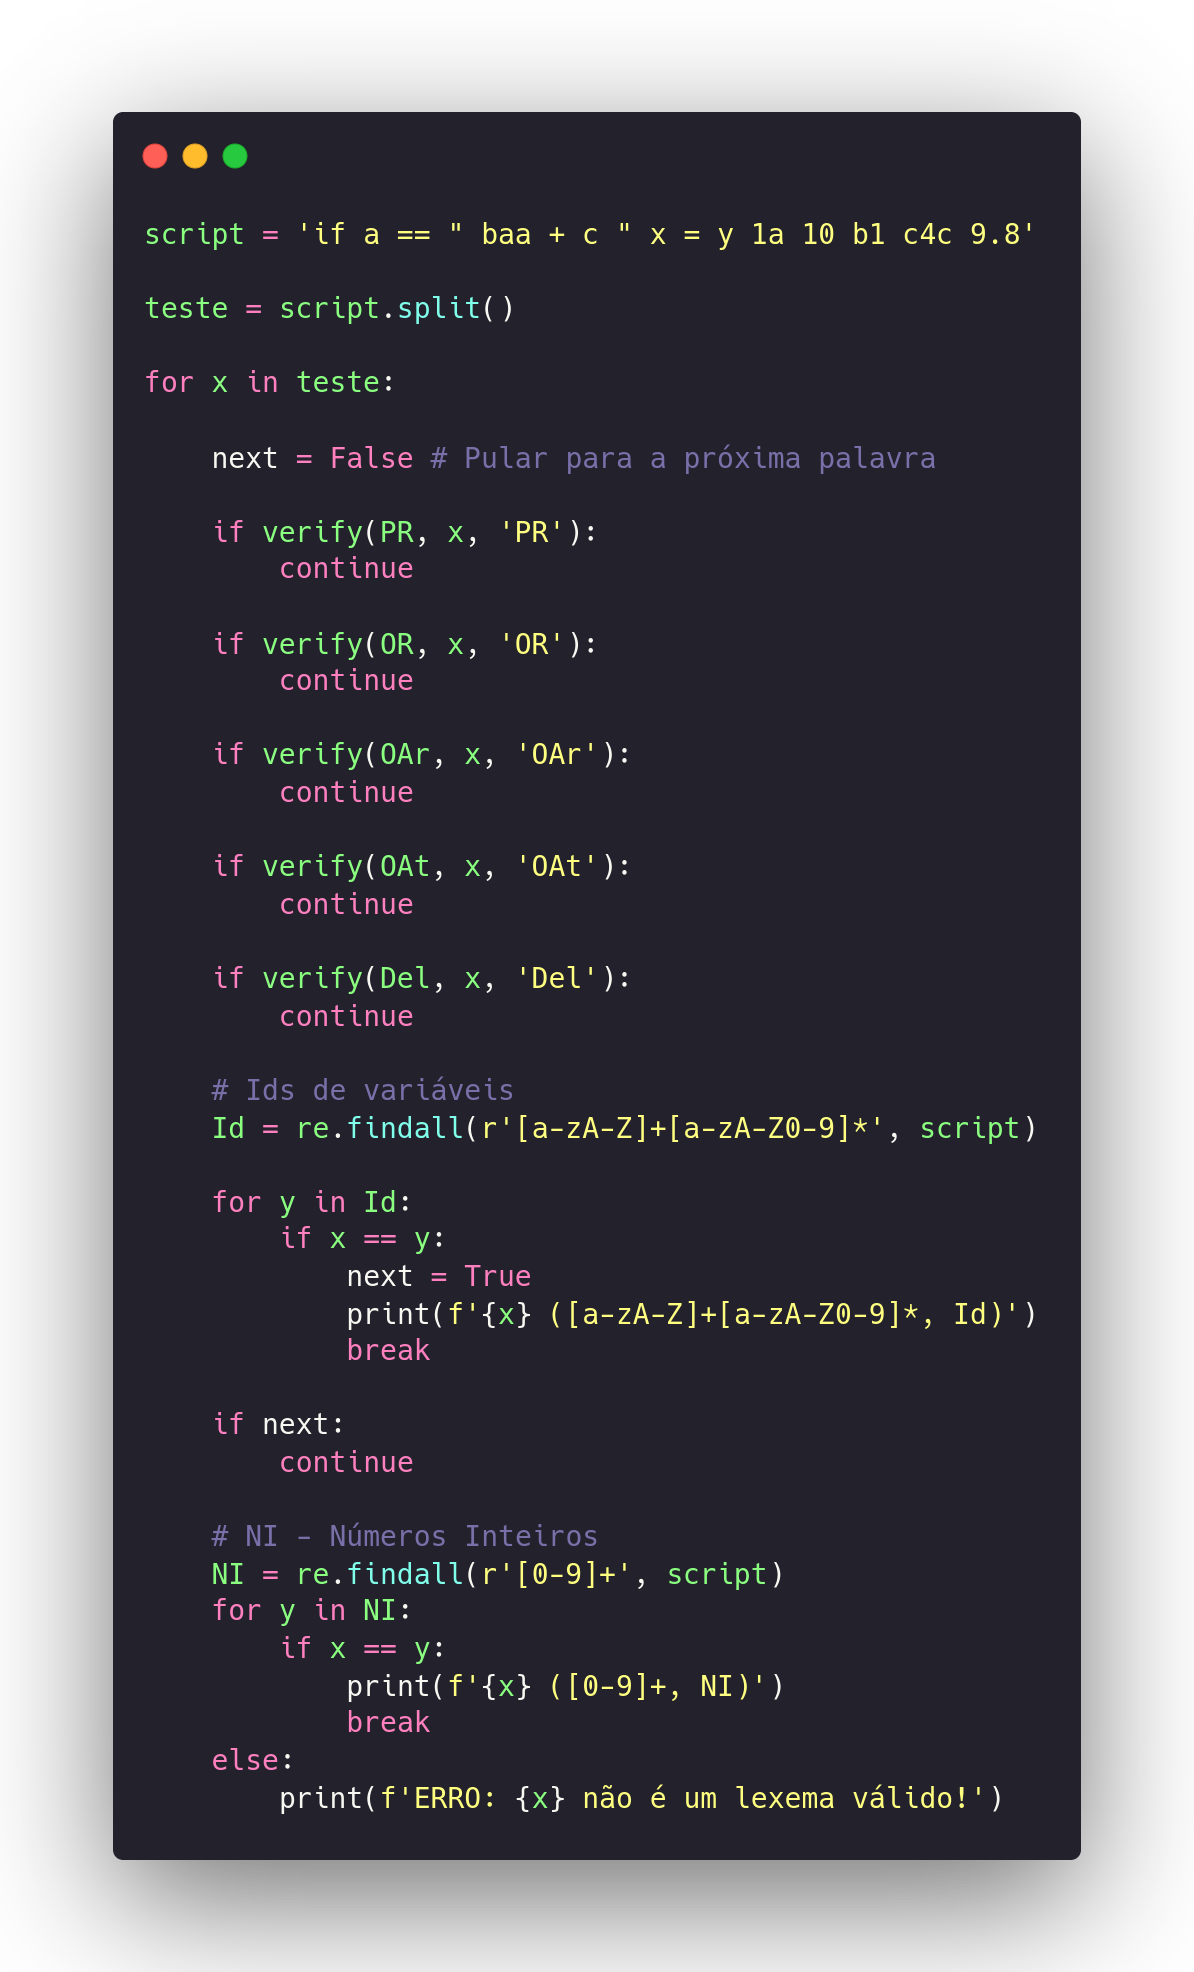 script = 'if a == " baa + c " x = y 1a 10 b1 c4c 9.8'
teste = script.split()
for x in teste:
    next = False # Pular para a próxima palavra
    if verify(PR, x, 'PR'):
        continue
    if verify(OR, x, 'OR'):
        continue
    if verify(OAr, x, 'OAr'):
        continue
    if verify(OAt, x, 'OAt'):
        continue
    if verify(Del, x, 'Del'):
        continue
    # Ids de variáveis
    Id = re.findall(r'[a-zA-Z]+[a-zA-Z0-9]*', script)
    for y in Id:
        if x == y:
            next = True
            print(f'{x} ([a-zA-Z]+[a-zA-Z0-9]*, Id)')
            break
    if next:
        continue
    # NI - Números Inteiros
    NI = re.findall(r'[0-9]+', script)
    for y in NI:
        if x == y:
            print(f'{x} ([0-9]+, NI)')
            break
    else:
        print(f'ERRO: {x} não é um lexema válido!')